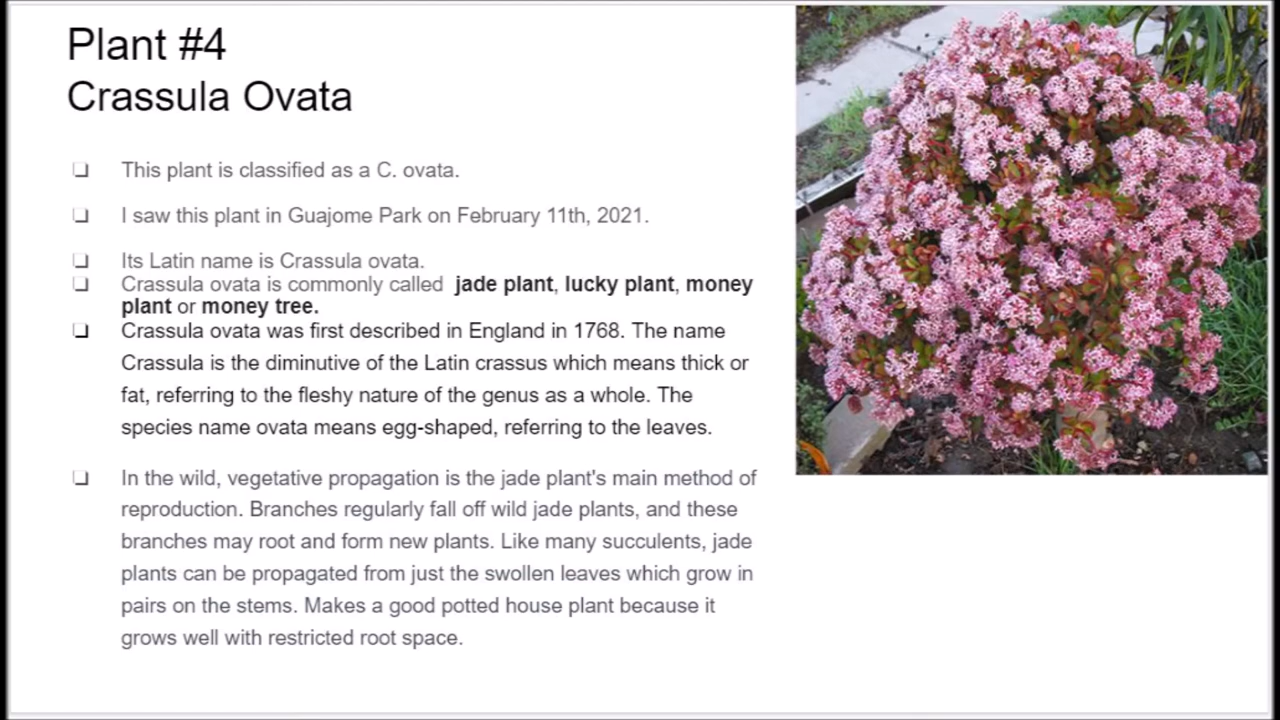 Plant #4
Crassula Ovata
❏ This plant is classified as a C. ovata.
❏ I saw this plant in Guajome Park on February 11th, 2021.
❏ Its Latin name is Crassula ovata.
❏ Crassula ovata is commonly called jade plant, lucky plant, money
plant or money tree.
❏ Crassula ovata was first described in England in 1768. The name
Crassula is the diminutive of the Latin crassus which means thick or
fat, referring to the fleshy nature of the genus as a whole. The
species name ovata means egg-shaped, referring to the leaves.
❏ In the wild, vegetative propagation is the jade plant's main method of
reproduction. Branches regularly fall off wild jade plants, and these
branches may root and form new plants. Like many succulents, jade
plants can be propagated from just the swollen leaves which grow in
pairs on the stems. Makes a good potted house plant because it
grows well with restricted root space.